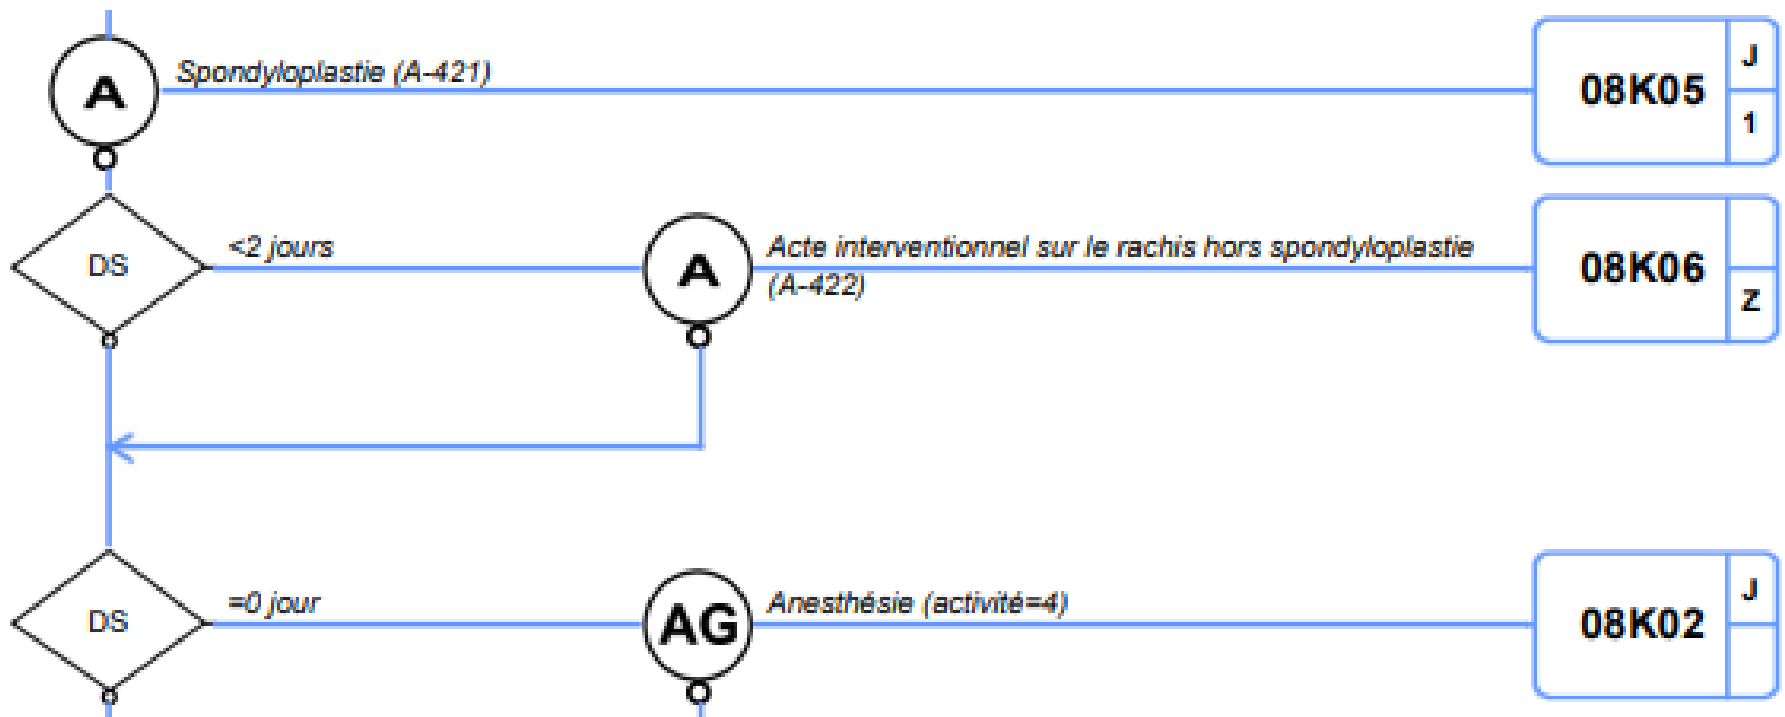 A
Spondyloplastie (A-421)
08K05
J
1
DS
<2 jours
A
Acte interventionnel sur le rachis hors spondyloplastie
(A-422)
08K06
Z
DS
=0 jour
AG
Anesthésie (activité=4)
08K02
J